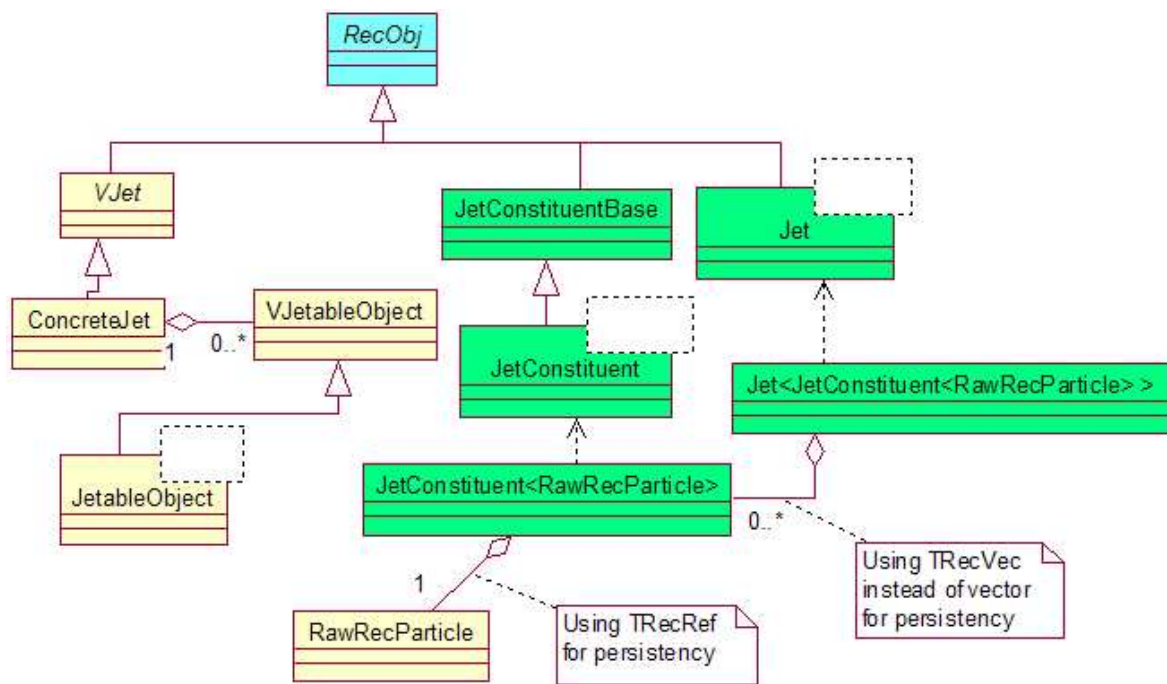 RecObj
VJet
JetConstituentBase
Jet
ConcreteJet
1
0..*
VJetableObject
JetConstituent
Jet<JetConstituent<RawRecParticle> >
JetableObject
JetConstituent<RawRecParticle>
0..*
1
RawRecParticle
Using TRecRef
for persistency
Using TRecVec
instead of vector
for persistency